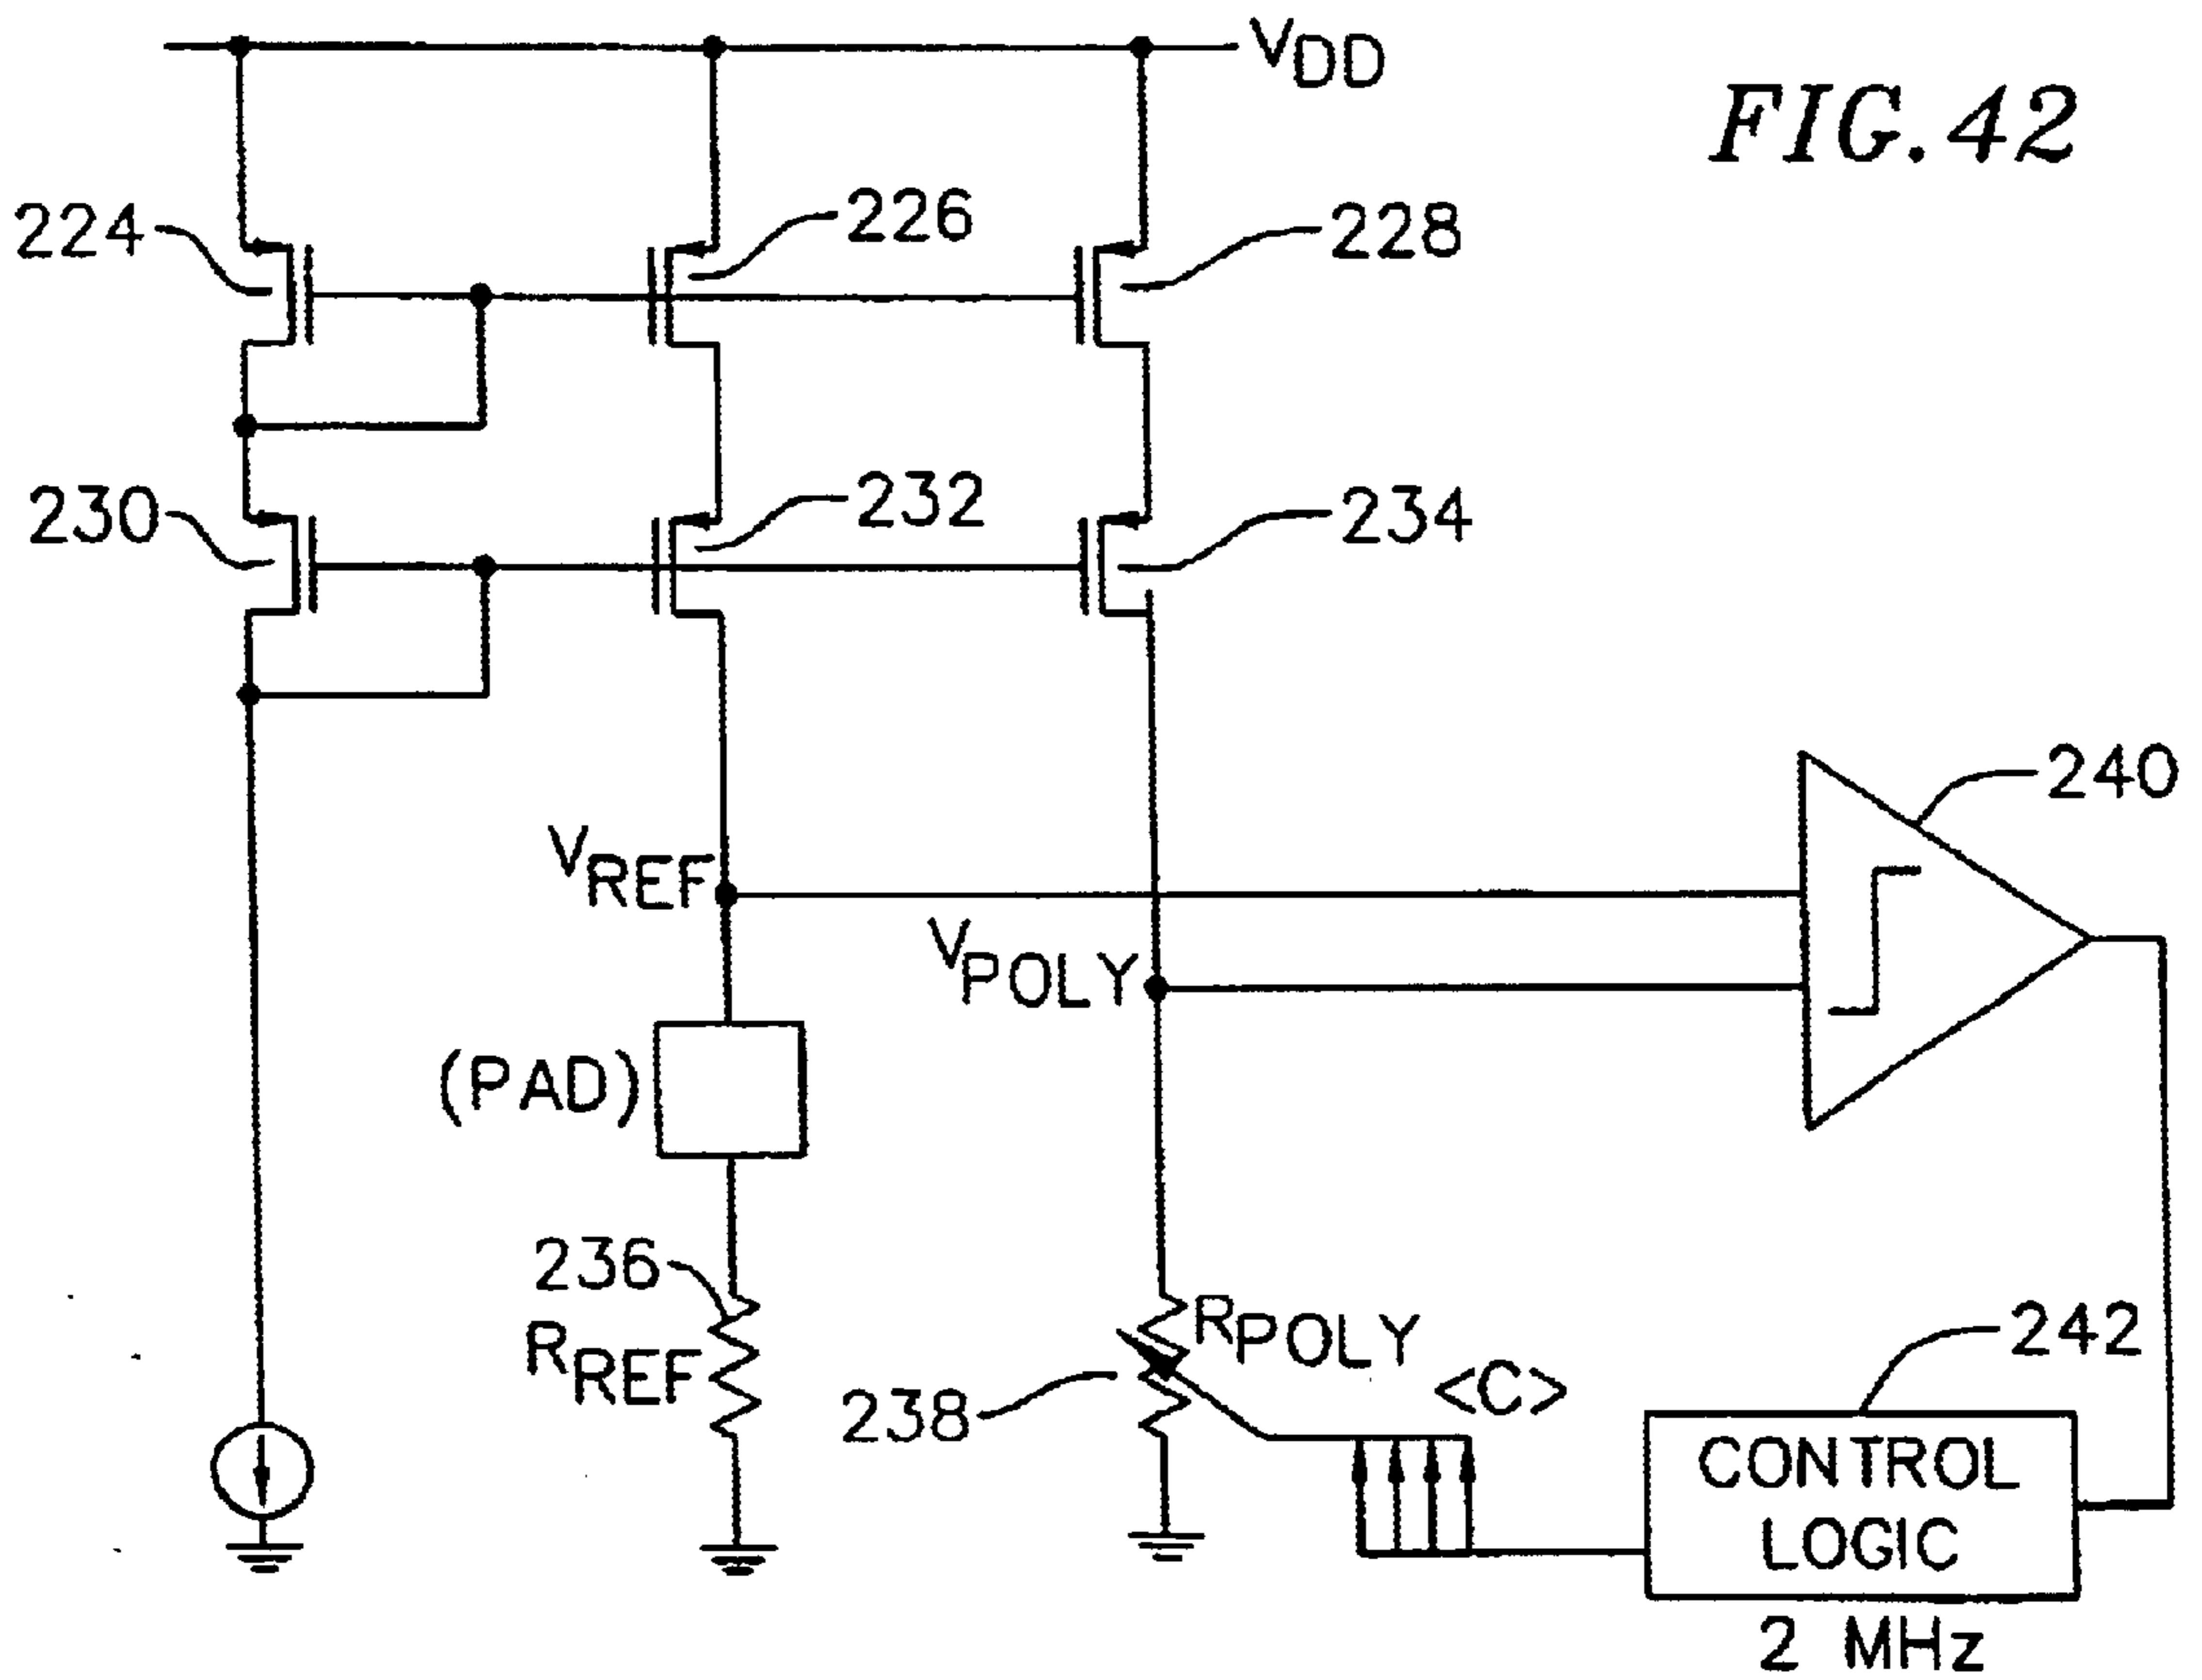 VDD
FIG. 42
224
226
228
230
232
234
240
VREF
VPOLY
(PAD)
236
RREF
RPOLY
238
<C>
242
CONTROL
LOGIC
2 MHz